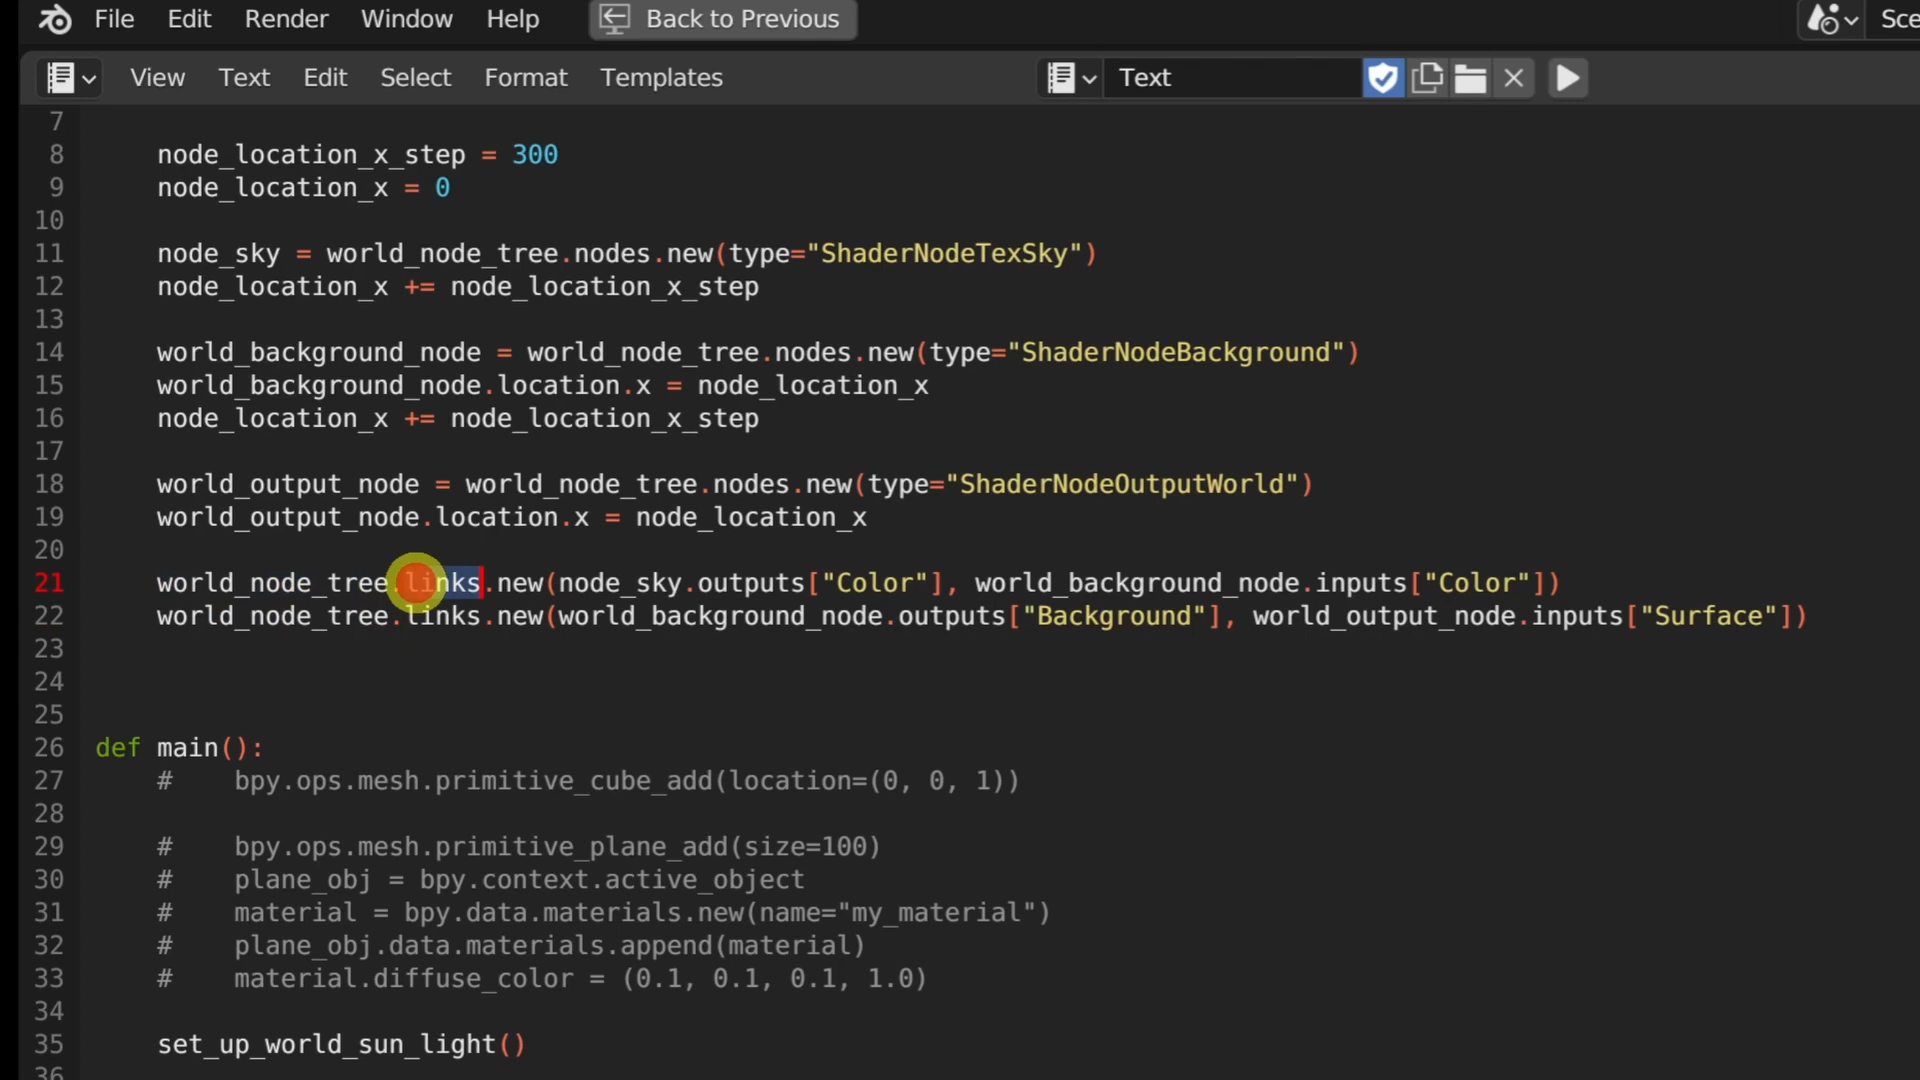 File Edit Render Window Help Back to Previous Sce
View Text Edit Select Format Templates Text
7
8 node_location_x_step = 300
9 node_location_x = 0
10
11 node_sky = world_node_tree.nodes.new(type="ShaderNodeTexSky")
12 node_location_x += node_location_x_step
13
14 world_background_node = world_node_tree.nodes.new(type="ShaderNodeBackground")
15 world_background_node.location.x = node_location_x
16 node_location_x += node_location_x_step
17
18 world_output_node = world_node_tree.nodes.new(type="ShaderNodeOutputWorld")
19 world_output_node.location.x = node_location_x
20
21 world_node_tree.links.new(node_sky.outputs["Color"], world_background_node.inputs["Color"])
22 world_node_tree.links.new(world_background_node.outputs["Background"], world_output_node.inputs["Surface"])
23
24
25
26 def main():
27 # bpy.ops.mesh.primitive_cube_add(location=(0, 0, 1))
28
29 # bpy.ops.mesh.primitive_plane_add(size=100)
30 # plane_obj = bpy.context.active_object
31 # material = bpy.data.materials.new(name="my_material")
32 # plane_obj.data.materials.append(material)
33 # material.diffuse_color = (0.1, 0.1, 0.1, 1.0)
34
35 set_up_world_sun_light()
36